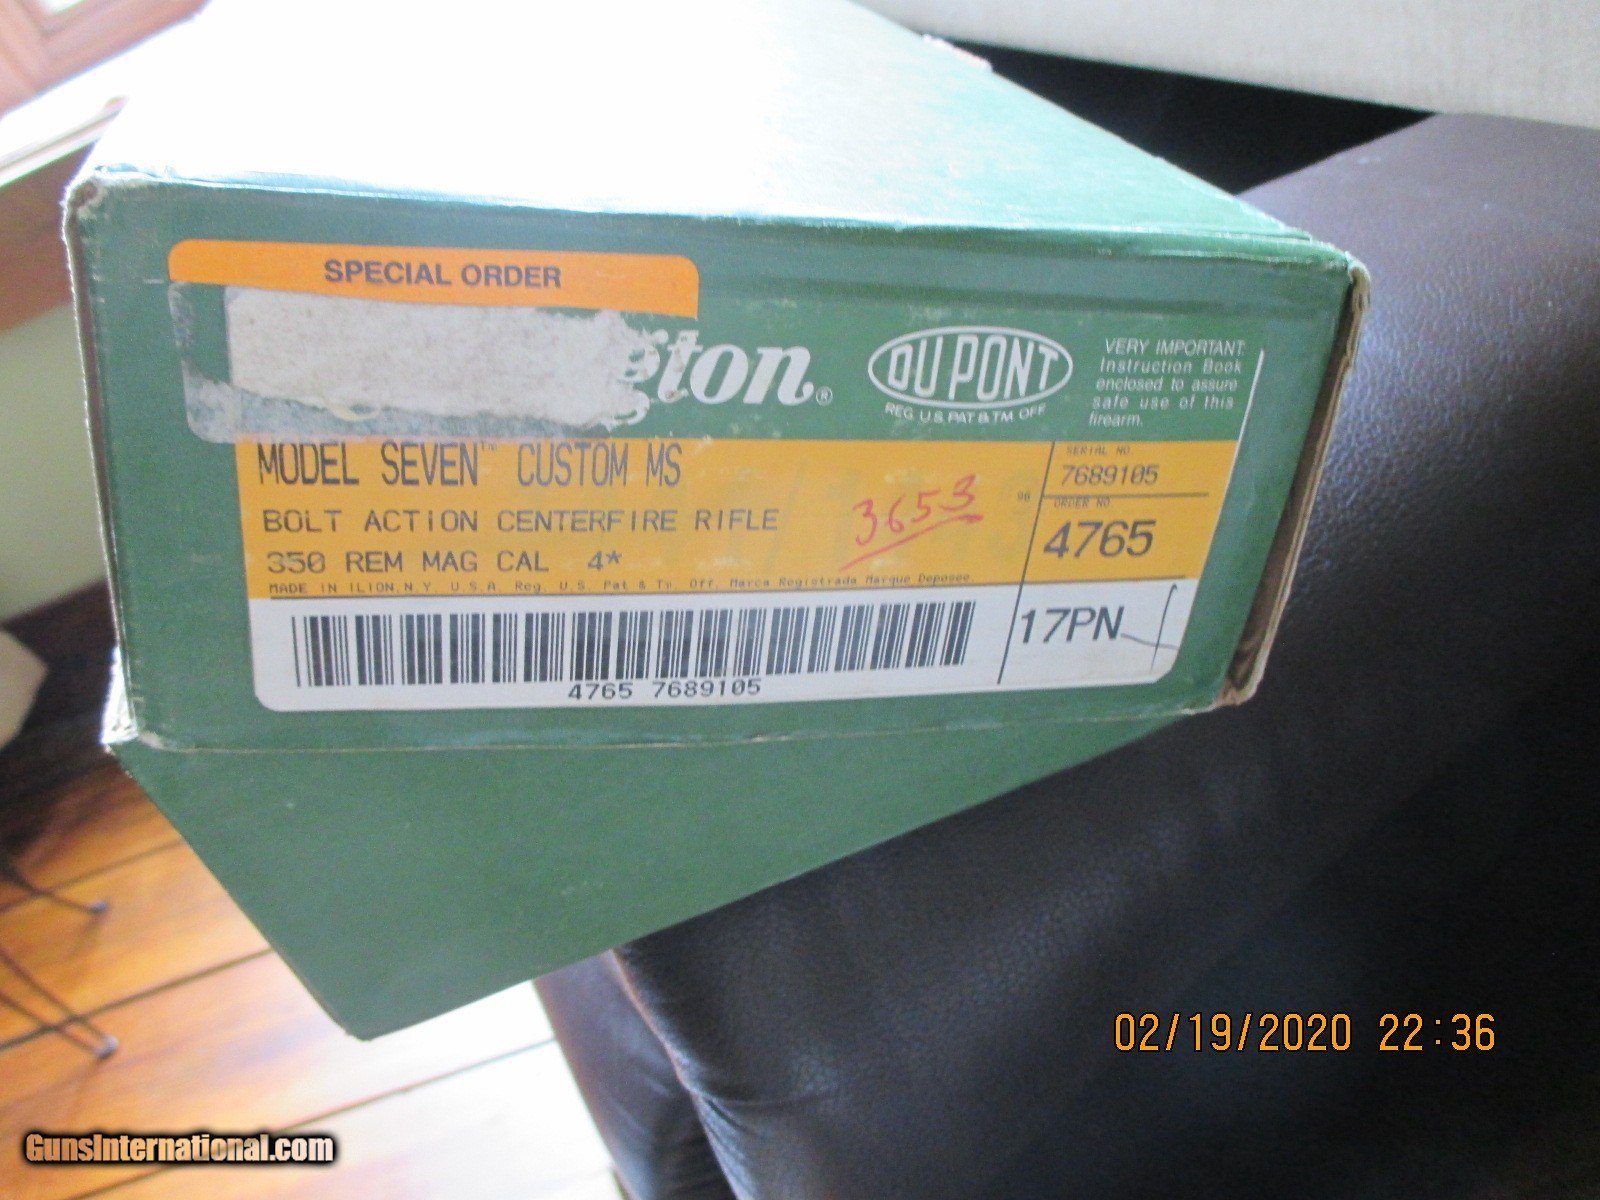 SPECIAL ORDER
gton®
DU PONT
REG. U.S. PAT & TM. OFF.
VERY IMPORTANT:
Instruction Book
enclosed to assure
safe use of this
firearm.
MODEL SEVEN™ CUSTOM MS
BOLT ACTION CENTERFIRE RIFLE
350 REM MAG CAL 4*
3653
06
SERIAL NO.
7689105
ORDER NO
4765
MADE IN ILION, N.Y. U.S.A. Reg. U.S. Pat & Tv. Off. Marca Registrada Marque Deposee
17PN
4765 7689105
02/19/2020 22:36
GunsInternational.com